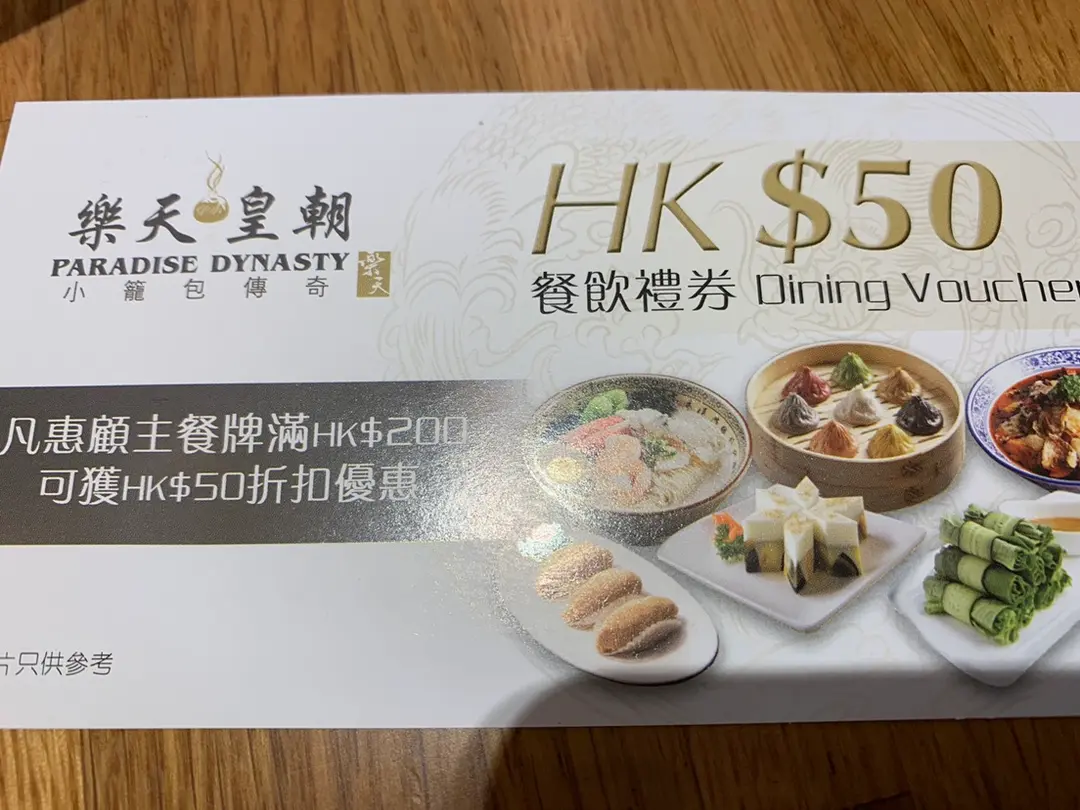 樂天皇朝
PARADISE DYNASTY
小籠包傳奇
樂天
HK $50
餐飲禮券 Dining Voucher
凡惠顧主餐牌滿HK$200
可獲HK$50折扣優惠
片只供參考